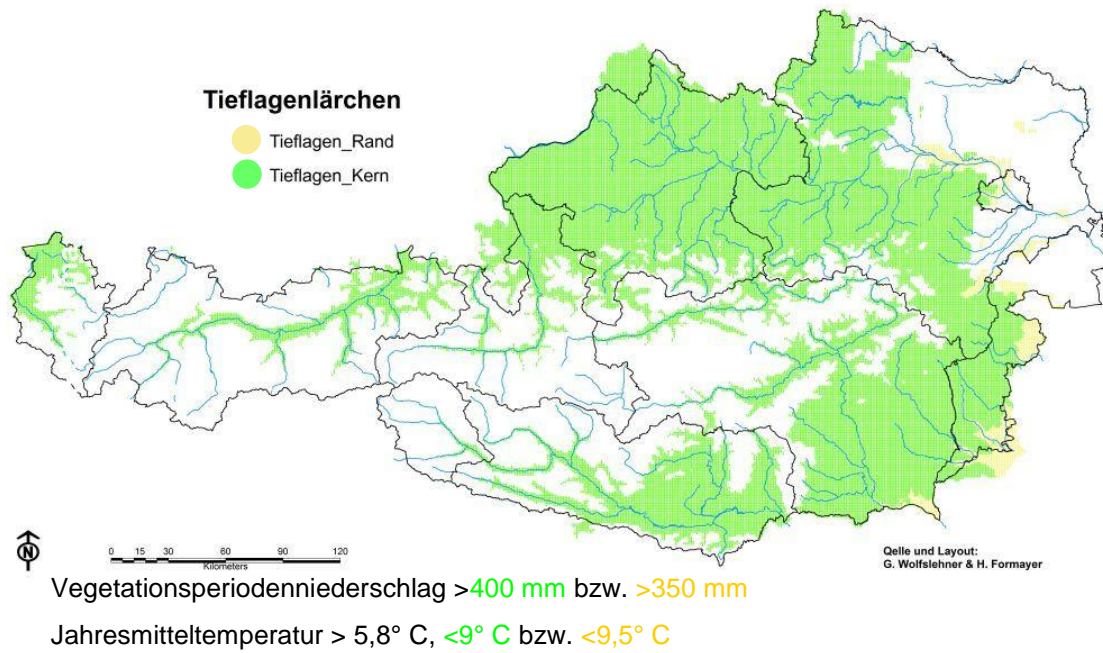 Tieflagenlärchen
Tieflagen_Rand
Tieflagen_Kern
N
0 15 30 60 90 120
Kilometers
Qelle und Layout:
G. Wolfslehner & H. Formayer
Vegetationsperiodenniederschlag >400 mm bzw. >350 mm
Jahresmitteltemperatur > 5,8° C, <9° C bzw. <9,5° C